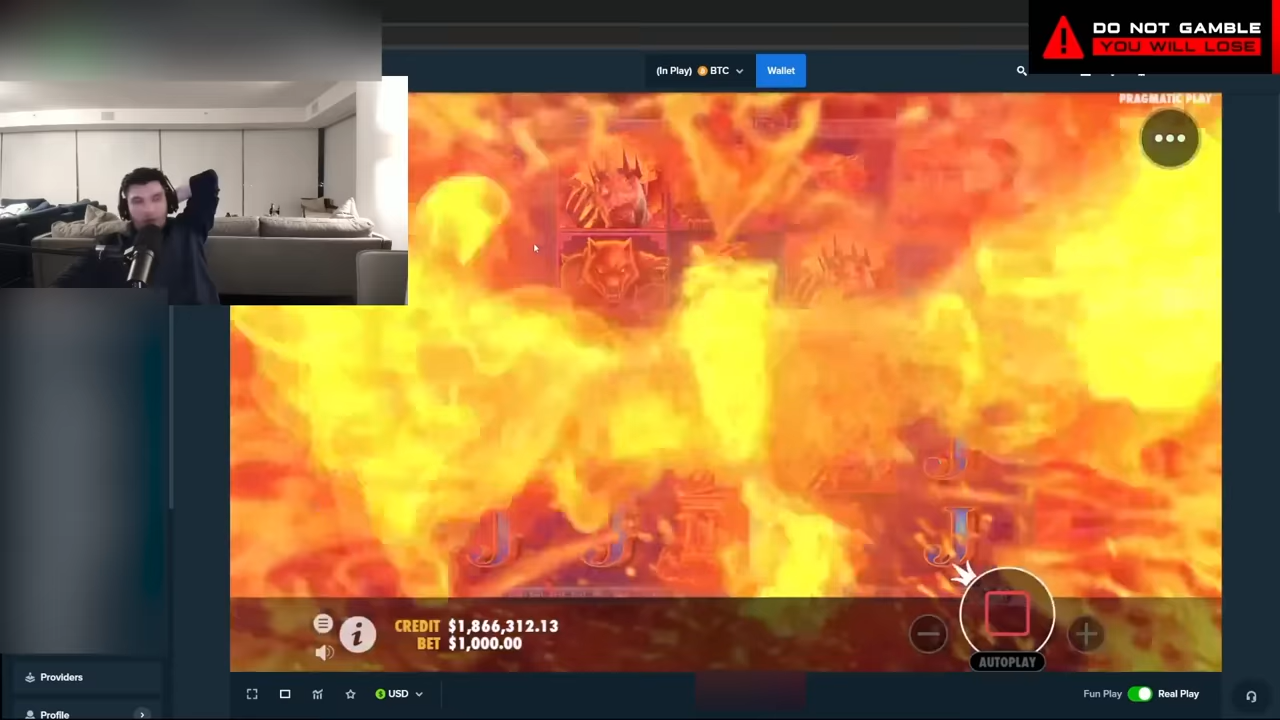 DO NOT GAMBLE
YOU WILL LOSE
(In Play) BTC
Wallet
PRAGMATIC PLAY
J
J J J
CREDIT $1,866,312.13
BET $1,000.00
AUTOPLAY
Providers
USD
Fun Play Real Play
Profile